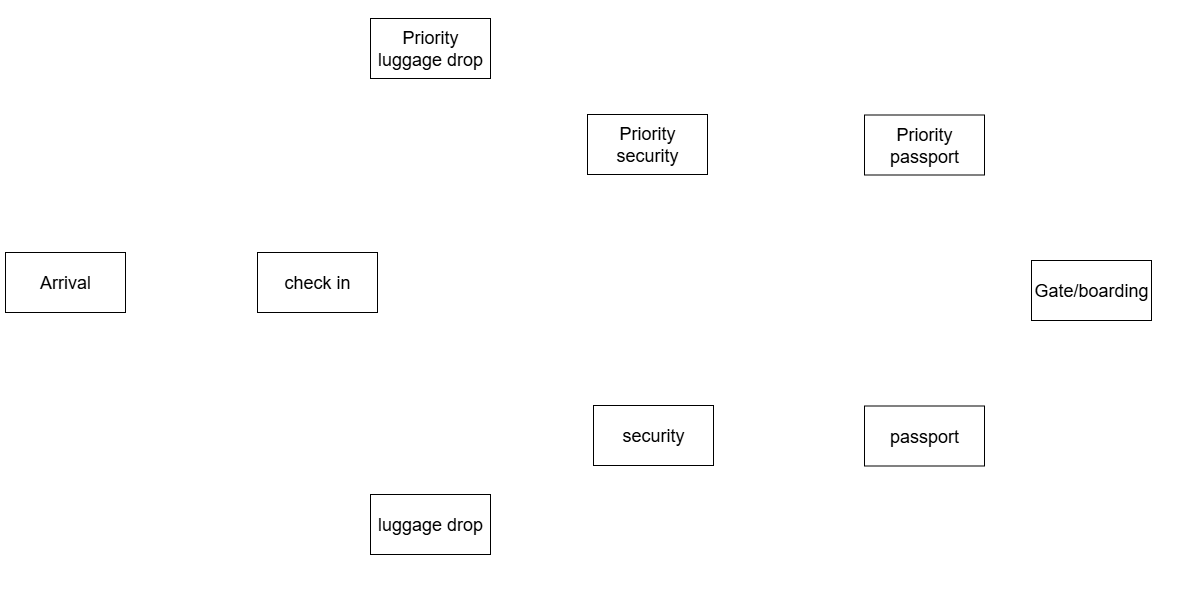 Priority
luggage drop
Priority
security
Priority
passport
Arrival
check in
Gate/boarding
security
passport
luggage drop